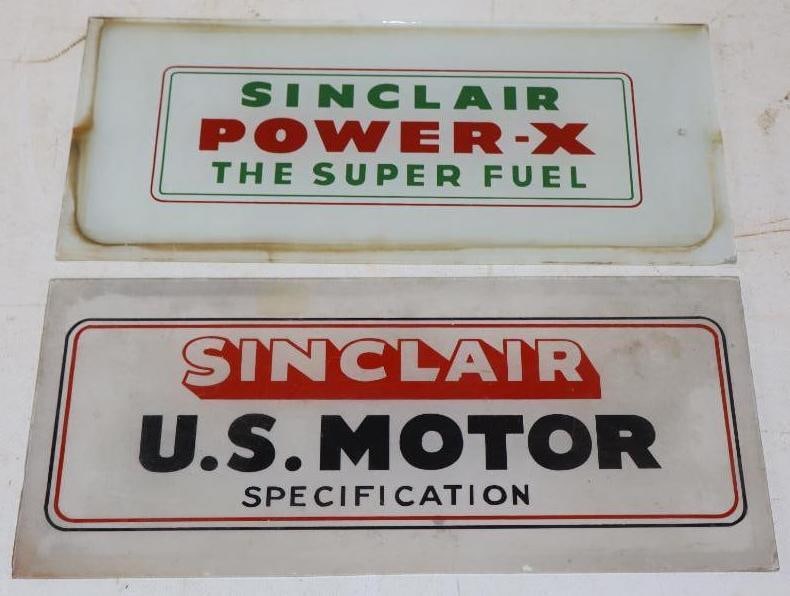 SINCLAIR
POWER-X
THE SUPER FUEL
SINCLAIR
U.S. MOTOR
SPECIFICATION